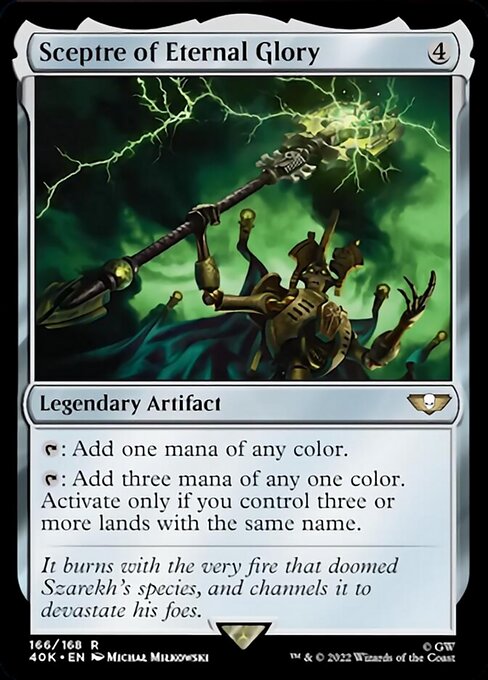 Sceptre of Eternal Glory 4
Legendary Artifact
: Add one mana of any color.
: Add three mana of any one color.
Activate only if you control three or
more lands with the same name.
It burns with the very fire that doomed
Szarekh's species, and channels it to
devastate his foes.
166/168 R
40K • EN Michał Miłkowski
© GW
™ & © 2022 Wizards of the Coast